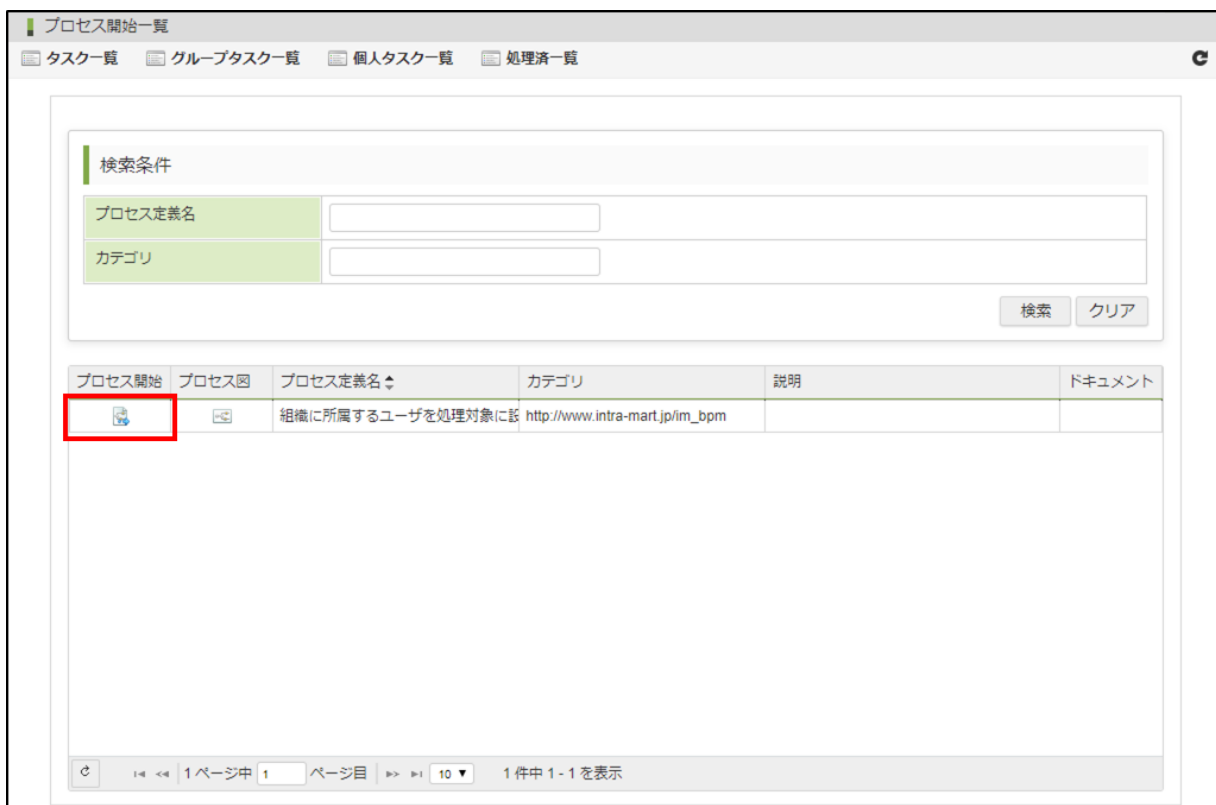 プロセス開始一覧
タスク一覧 グループタスク一覧 個人タスク一覧 処理済一覧
検索条件
プロセス定義名
カテゴリ
検索 クリア
プロセス開始 プロセス図 プロセス定義名 カテゴリ 説明 ドキュメント
組織に所属するユーザを処理対象に設 http://www.intra-mart.jp/im_bpm
1 ページ中 1 ページ目 10 1 件中 1 - 1 を表示